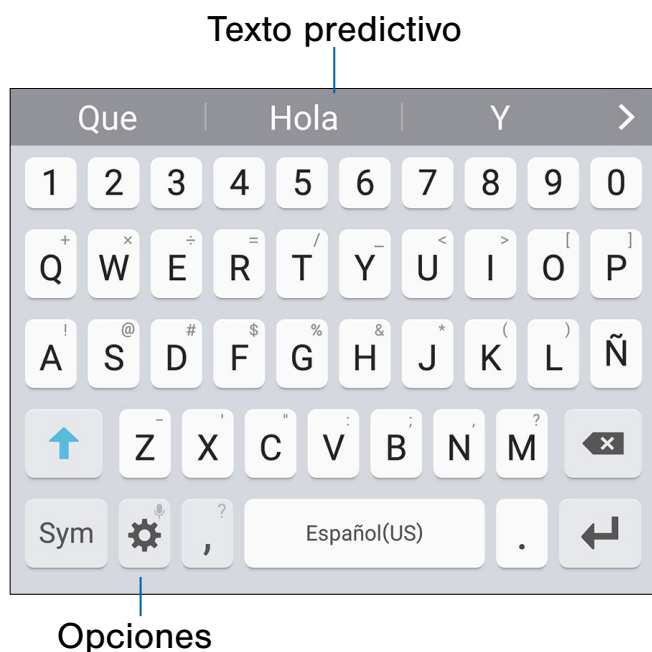 Texto predictivo
Que Hola Y >
1 2 3 4 5 6 7 8 9 0
+ × ÷ = / _ < > [ ]
Q W E R T Y U I O P
! @ # $ % & * ( )
A S D F G H J K L Ñ
- ' " : ; , ?
Z X C V B N M
?
Sym , Español(US) .
Opciones